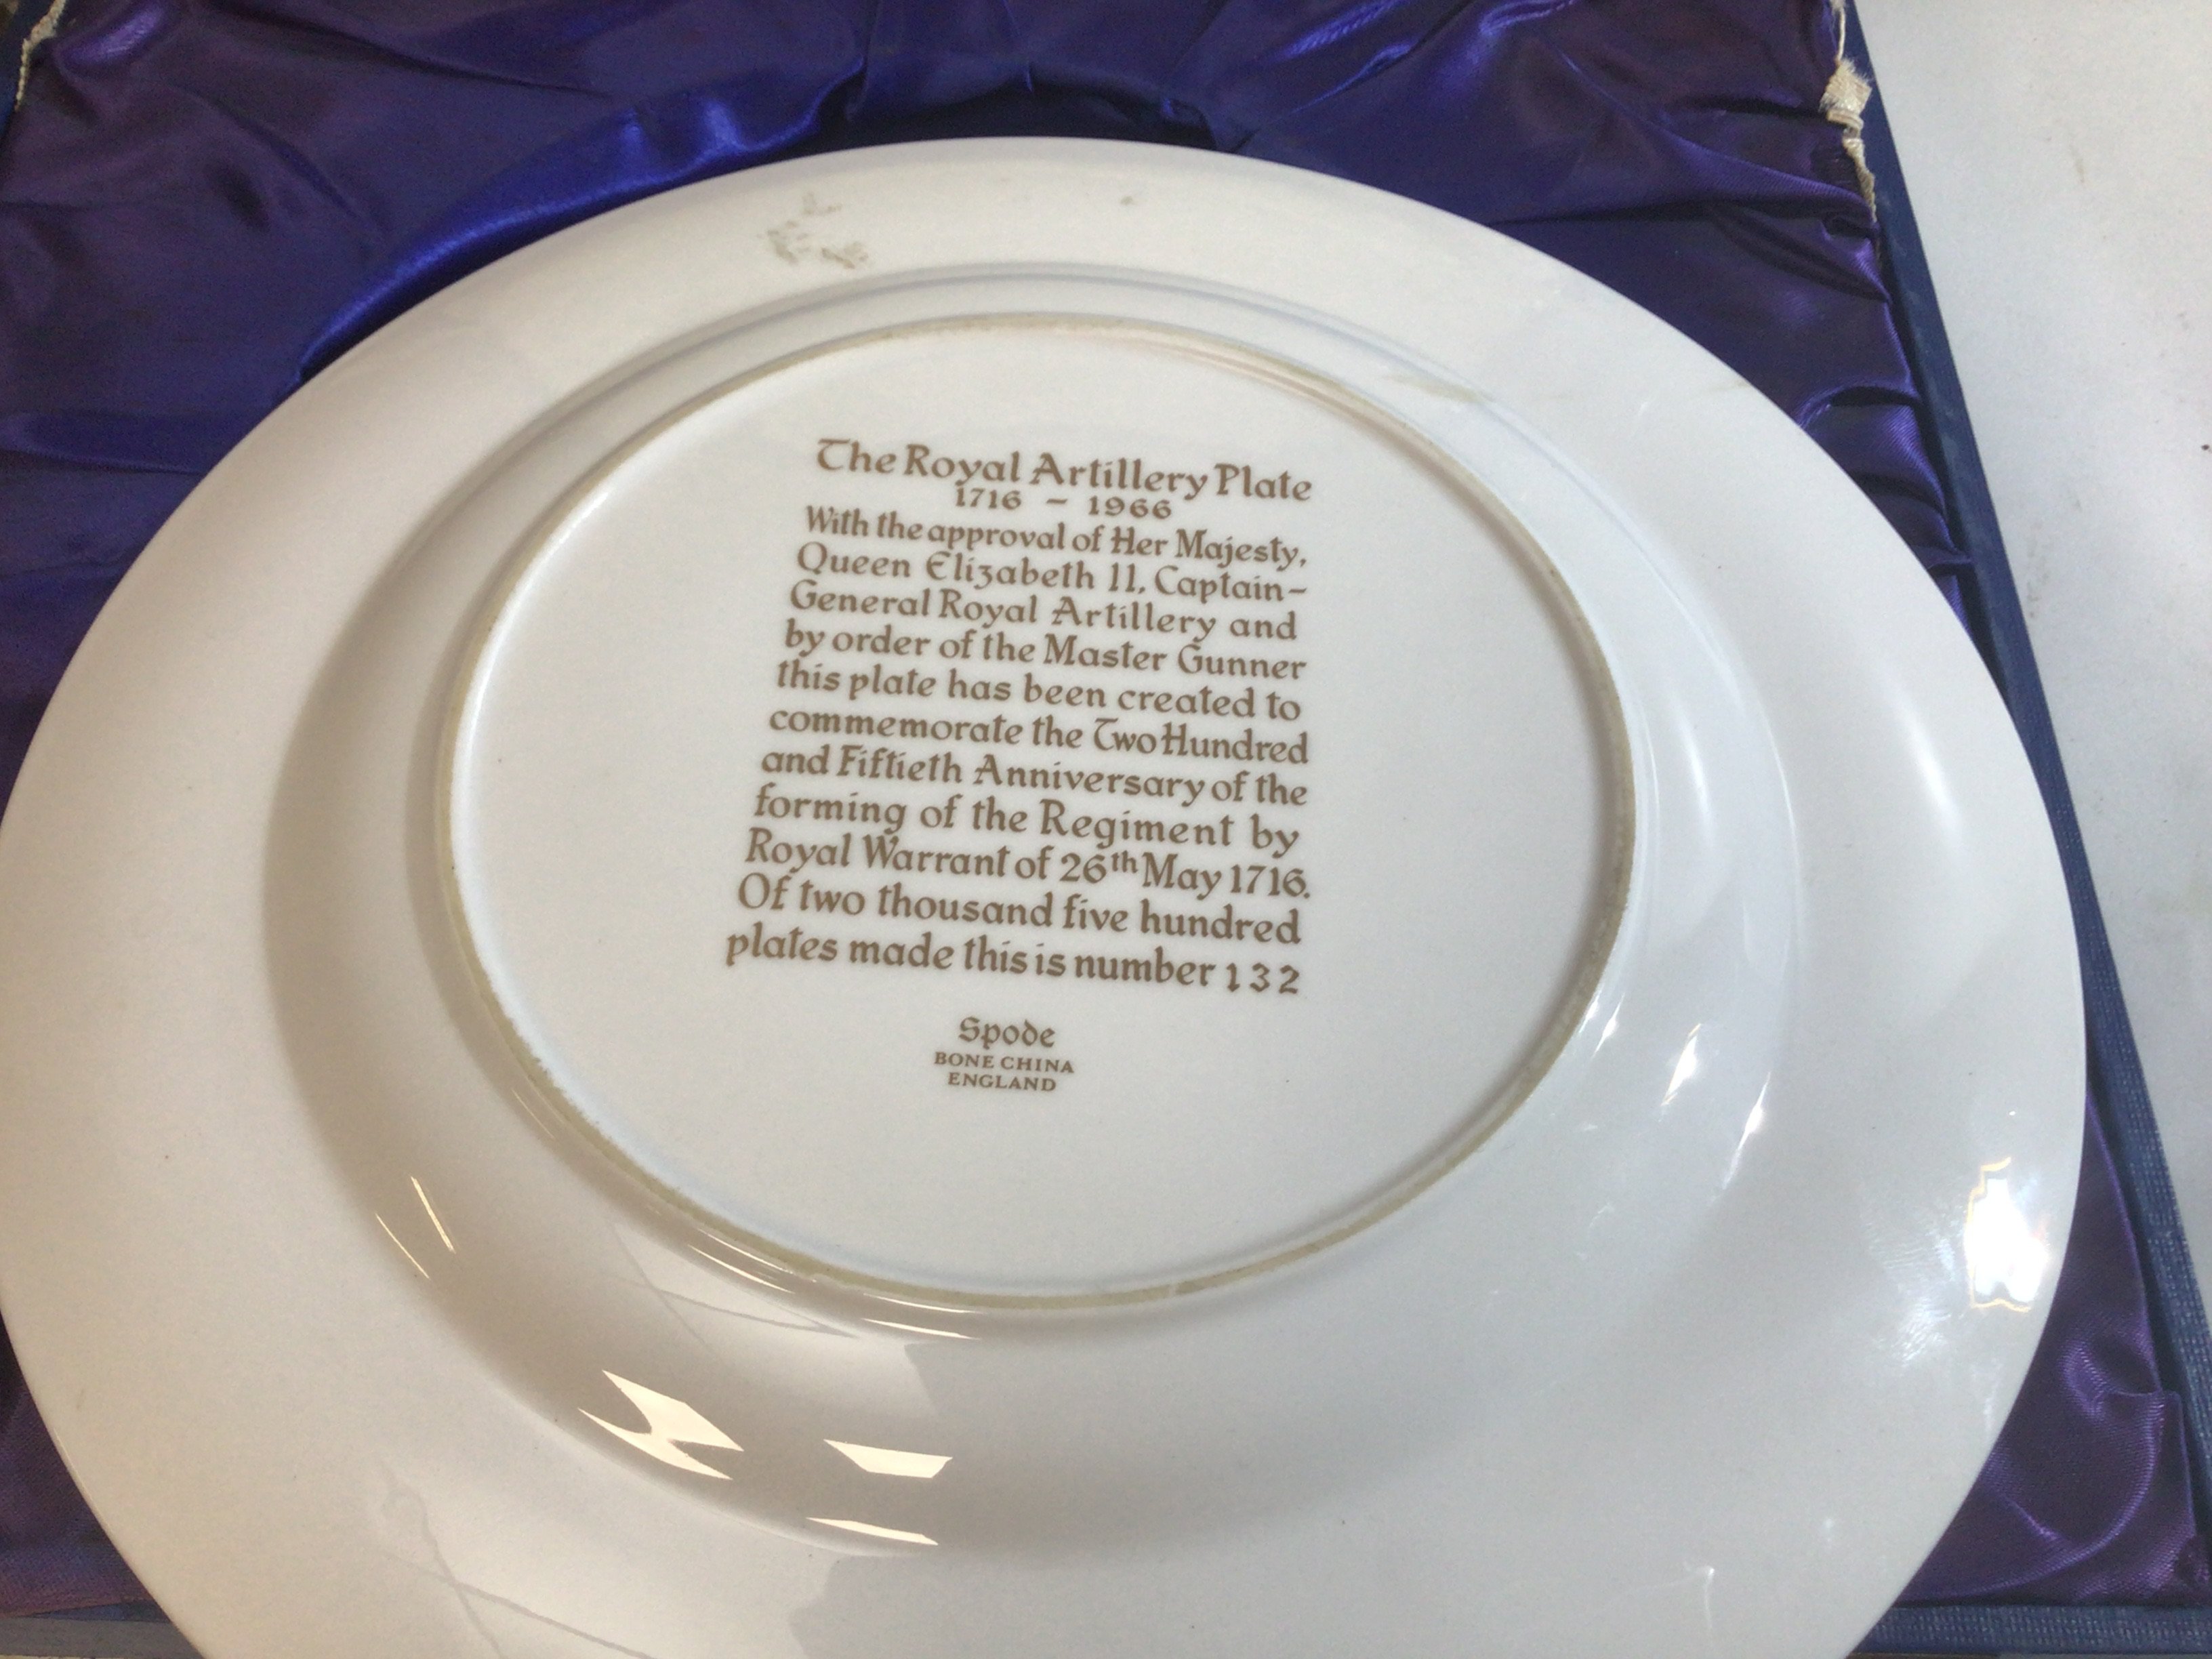 The Royal Artillery Plate
1716 - 1966
With the approval of Her Majesty,
Queen Elizabeth 11, Captain-
General Royal Artillery and
by order of the Master Gunner
this plate has been created to
commemorate the Two Hundred
and Fiftieth Anniversary of the
forming of the Regiment by
Royal Warrant of 26th May 1716.
Of two thousand five hundred
plates made this is number 132
Spode
BONE CHINA
ENGLAND